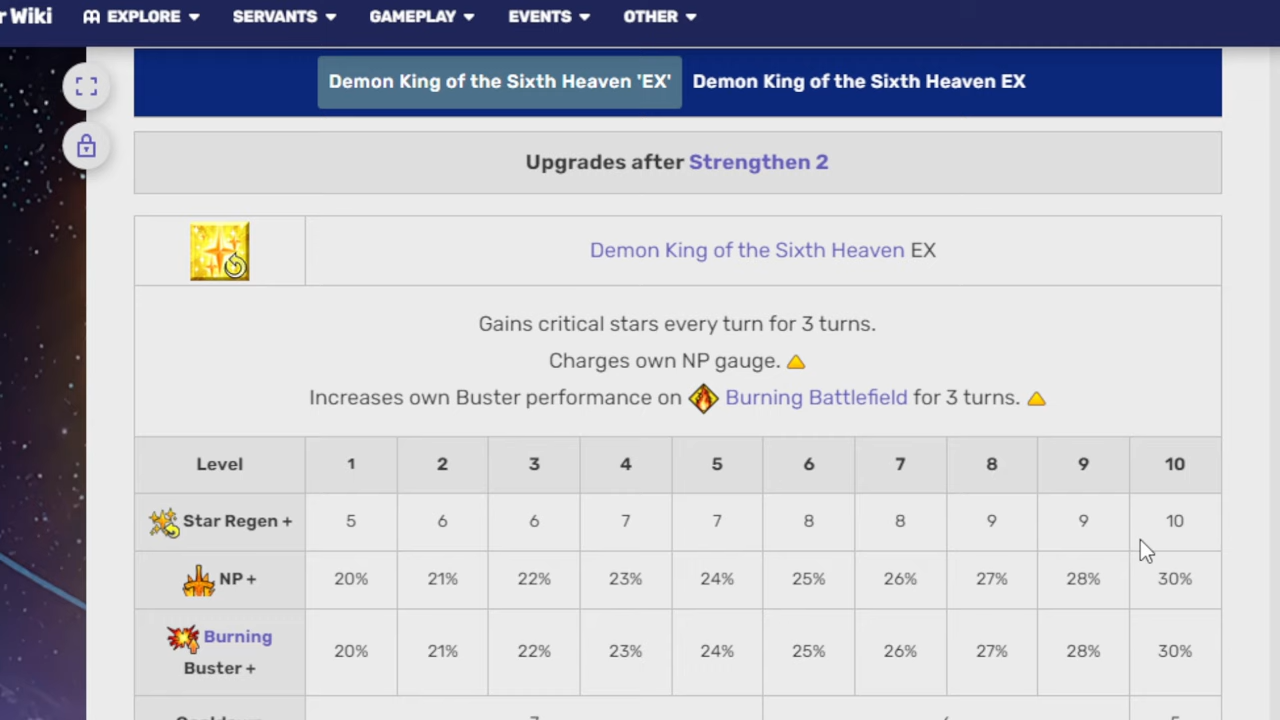 r Wiki EXPLORE SERVANTS GAMEPLAY EVENTS OTHER
Demon King of the Sixth Heaven 'EX' Demon King of the Sixth Heaven EX
Upgrades after Strengthen 2
Demon King of the Sixth Heaven EX
Gains critical stars every turn for 3 turns.
Charges own NP gauge.
Increases own Buster performance on Burning Battlefield for 3 turns.
Level 1 2 3 4 5 6 7 8 9 10
Star Regen + 5 6 6 7 7 8 8 9 9 10
NP + 20% 21% 22% 23% 24% 25% 26% 27% 28% 30%
Burning
Buster + 20% 21% 22% 23% 24% 25% 26% 27% 28% 30%